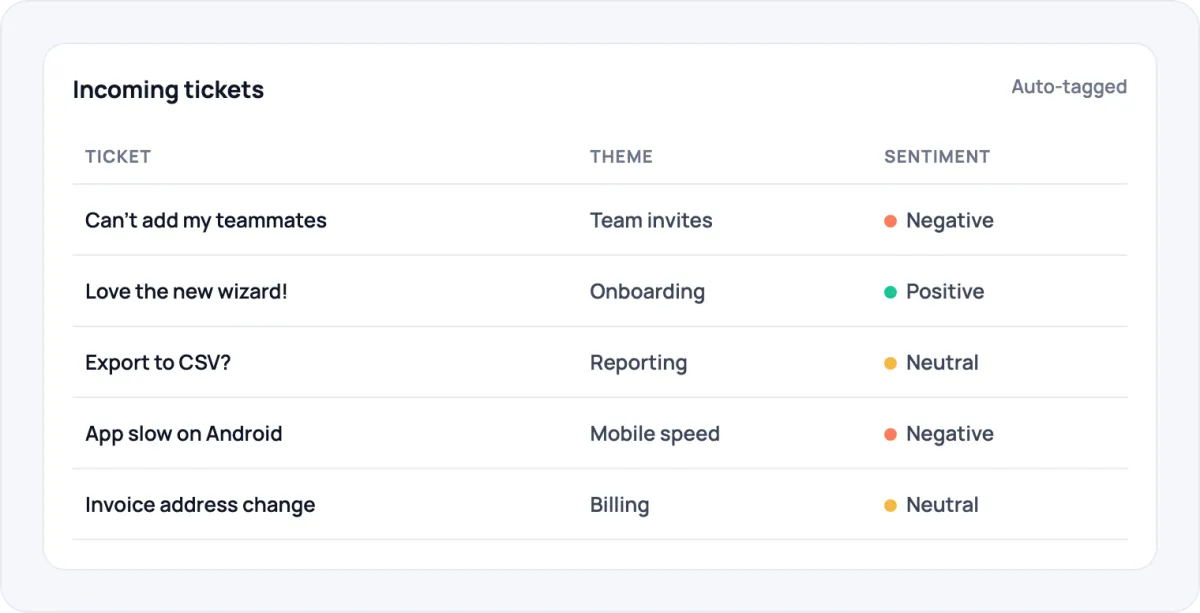 Incoming tickets
Auto-tagged
TICKET THEME SENTIMENT
Can't add my teammates Team invites Negative
Love the new wizard! Onboarding Positive
Export to CSV? Reporting Neutral
App slow on Android Mobile speed Negative
Invoice address change Billing Neutral